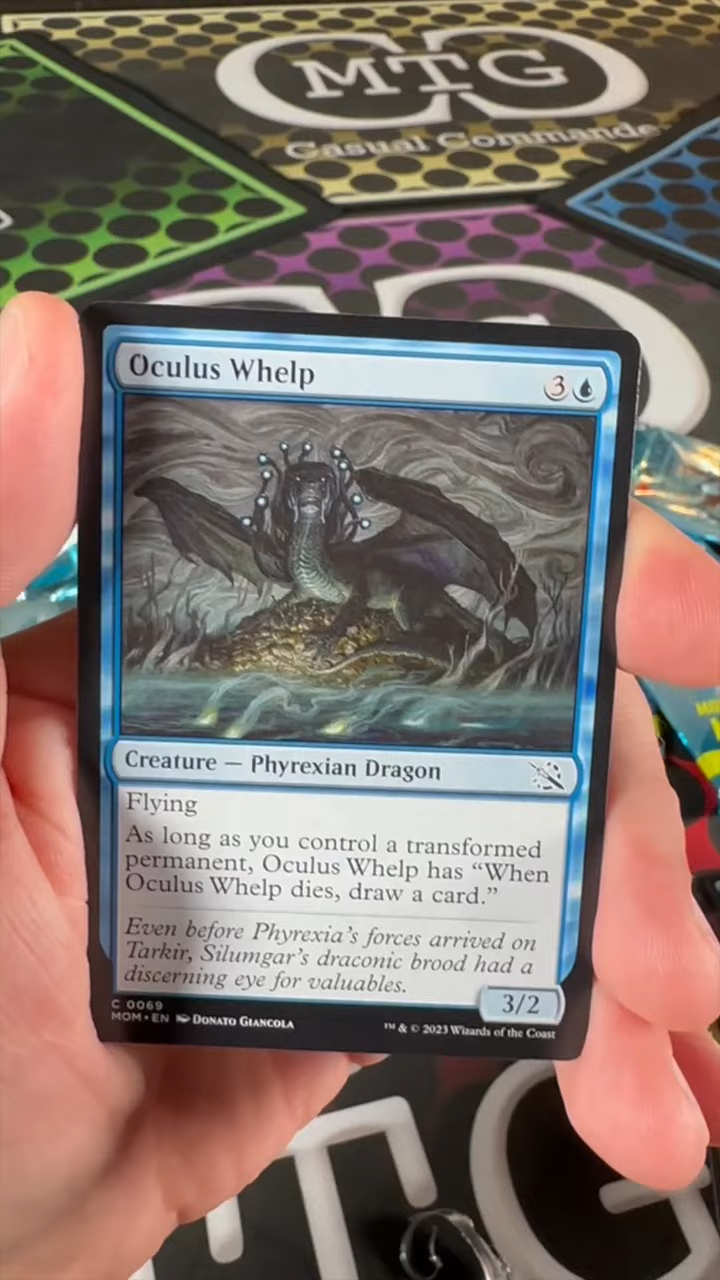 MTG
Casual Commande
Oculus Whelp
3
Creature — Phyrexian Dragon
Flying
As long as you control a transformed
permanent, Oculus Whelp has “When
Oculus Whelp dies, draw a card.”
Even before Phyrexia’s forces arrived on
Tarkir, Silumgar’s draconic brood had a
discerning eye for valuables.
3/2
C 0069
MOM • EN DONATO GIANCOLA
™ & © 2023 Wizards of the Coast
TG